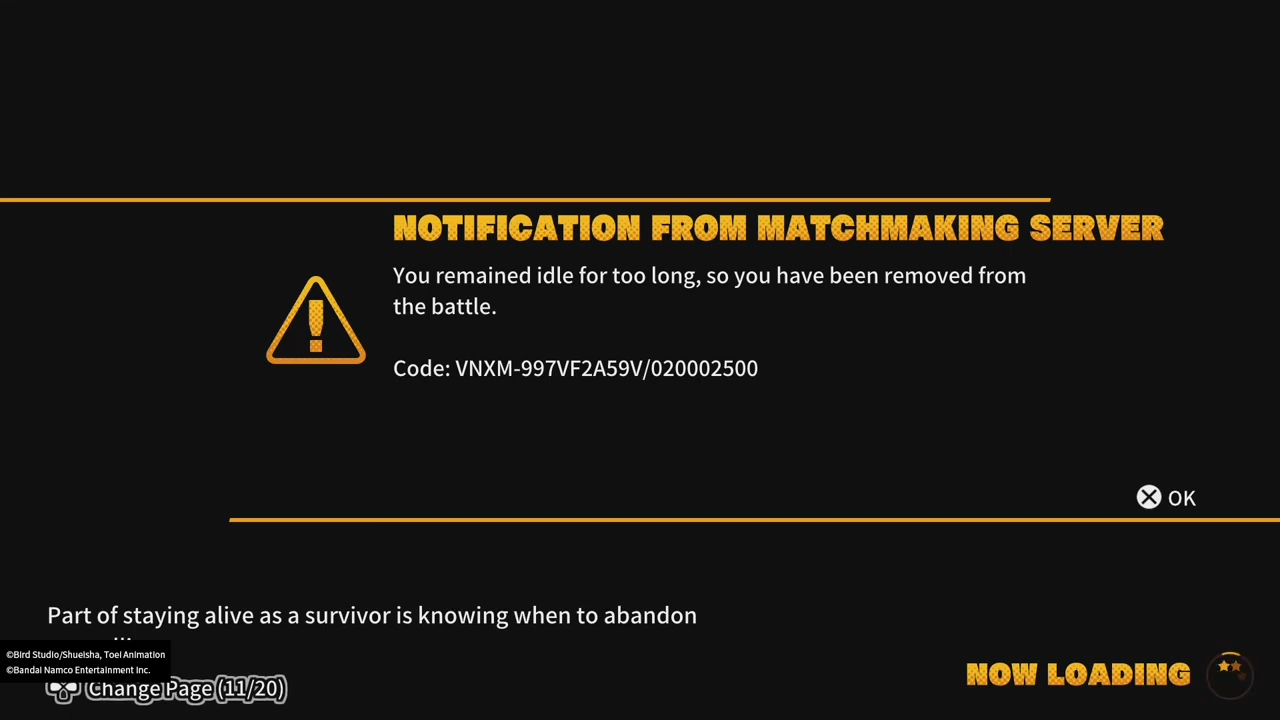 NOTIFICATION FROM MATCHMAKING SERVER
You remained idle for too long, so you have been removed from
the battle.
Code: VNXM-997VF2A59V/020002500
OK
Part of staying alive as a survivor is knowing when to abandon
©Bird Studio/Shueisha, Toei Animation
©Bandai Namco Entertainment Inc.
Change Page (11/20)
NOW LOADING